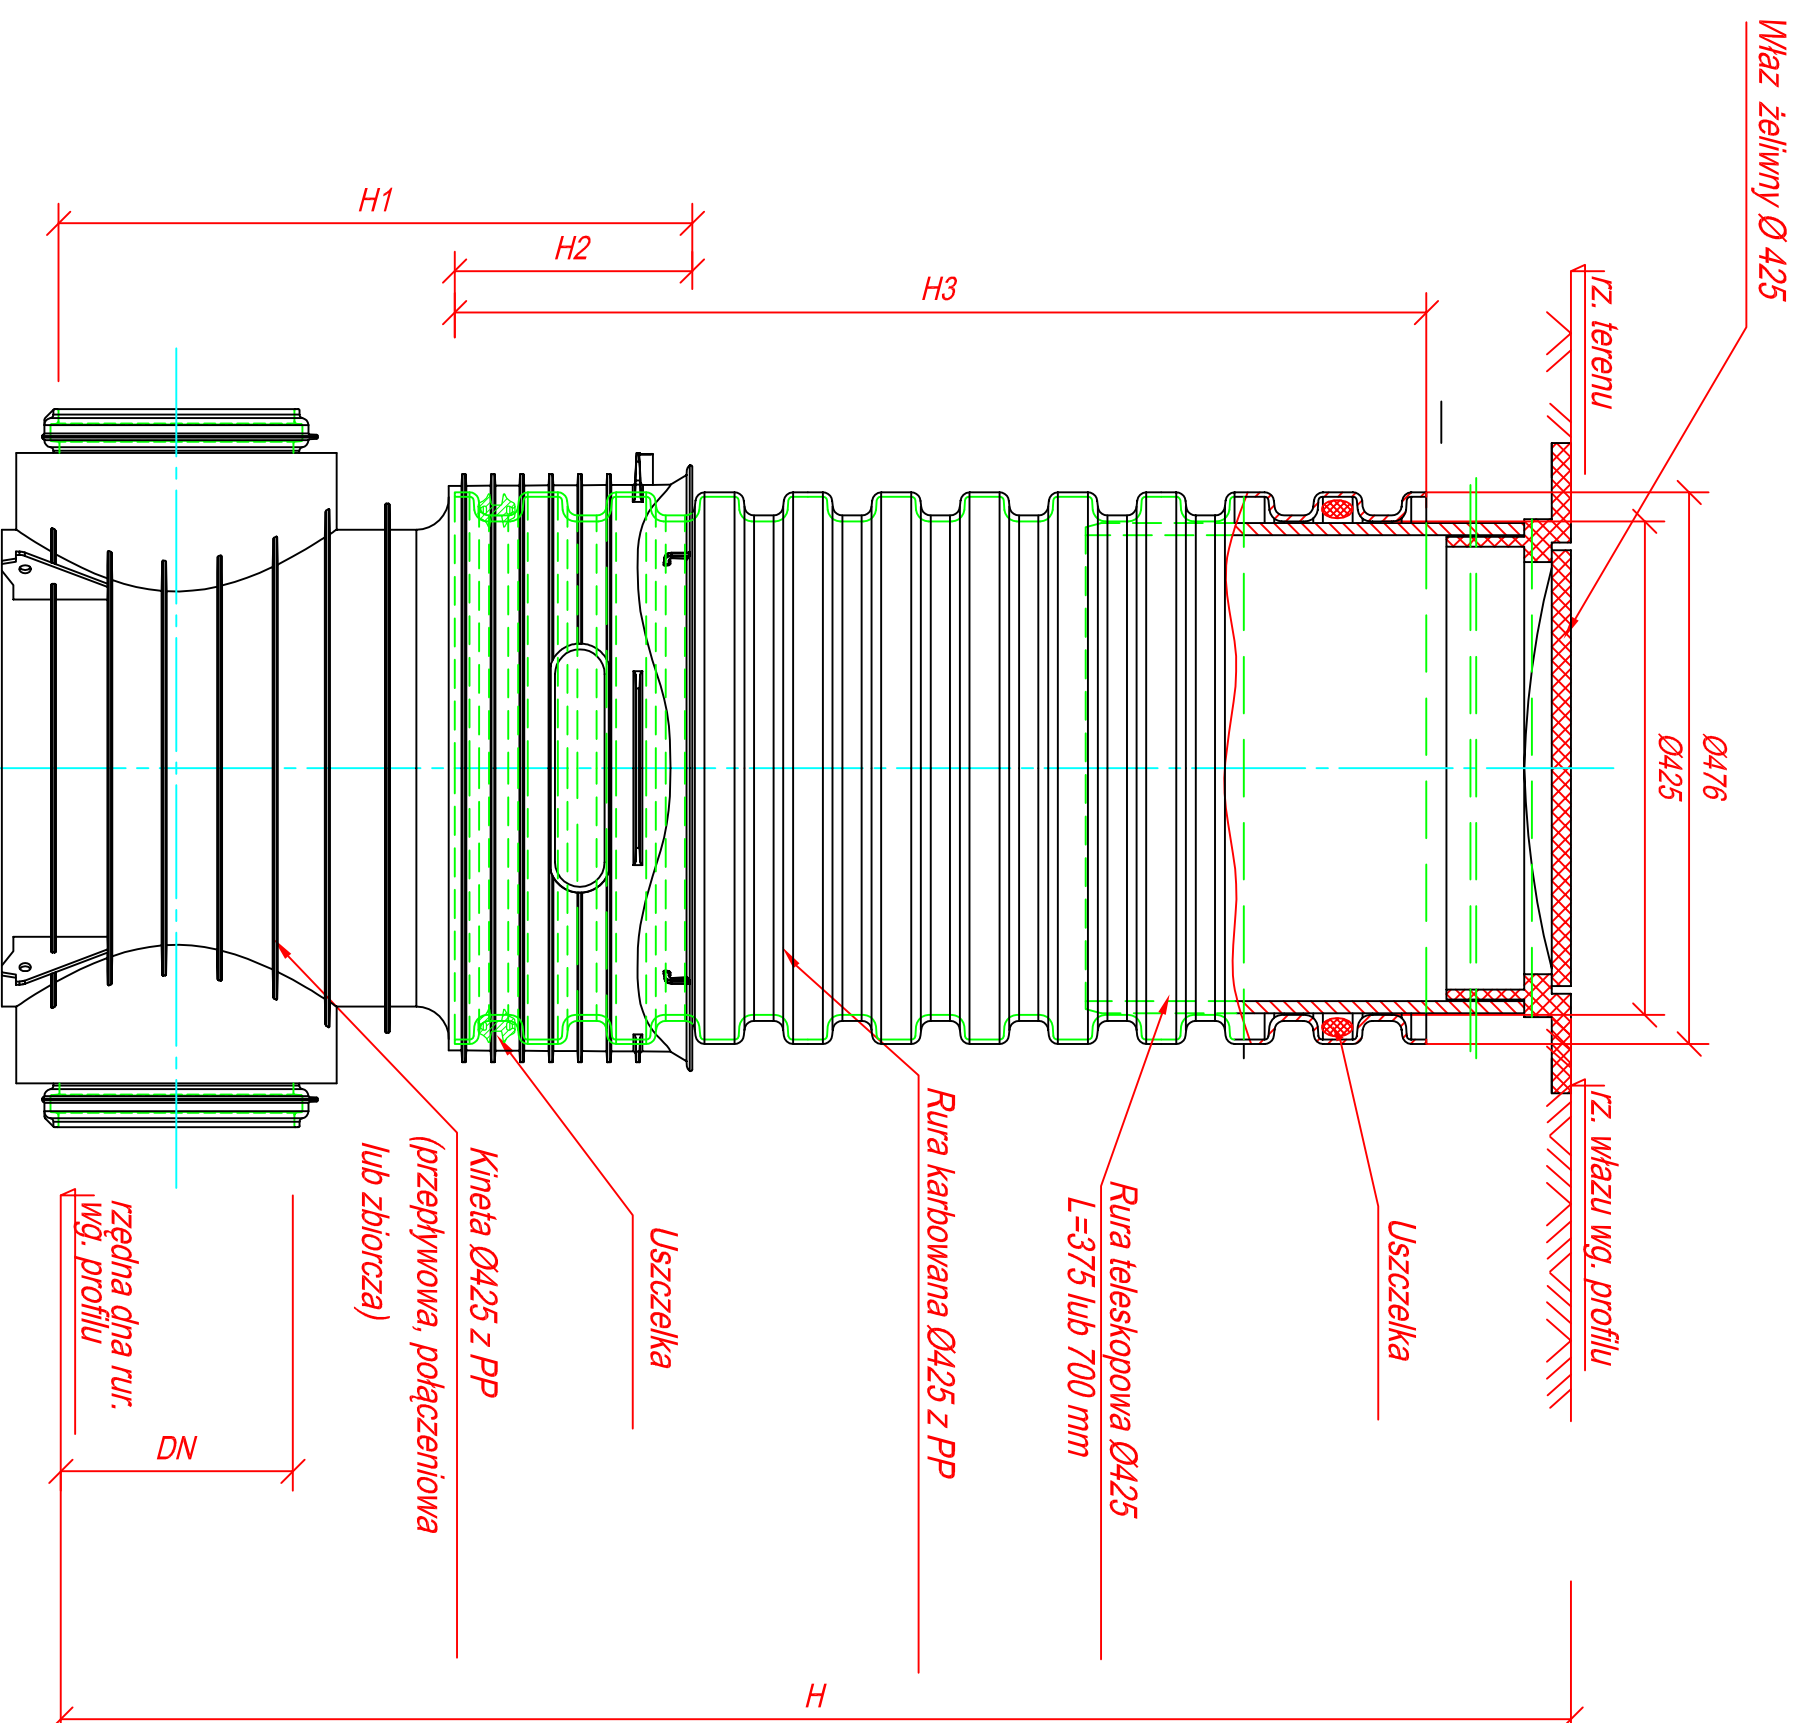 Właz żeliwny Ø 425
rz. terenu
rz. włazu wg. profilu
Ø476
Ø425
Uszczelka
Rura teleskopowa Ø425
L=375 lub 700 mm
Rura karbowana Ø425 z PP
Uszczelka
Kineta Ø425 z PP
(przepływowa, połączeniowa
lub zbiorcza)
rzędna dna rur.
wg. profilu
H1
H2
H3
DN
H